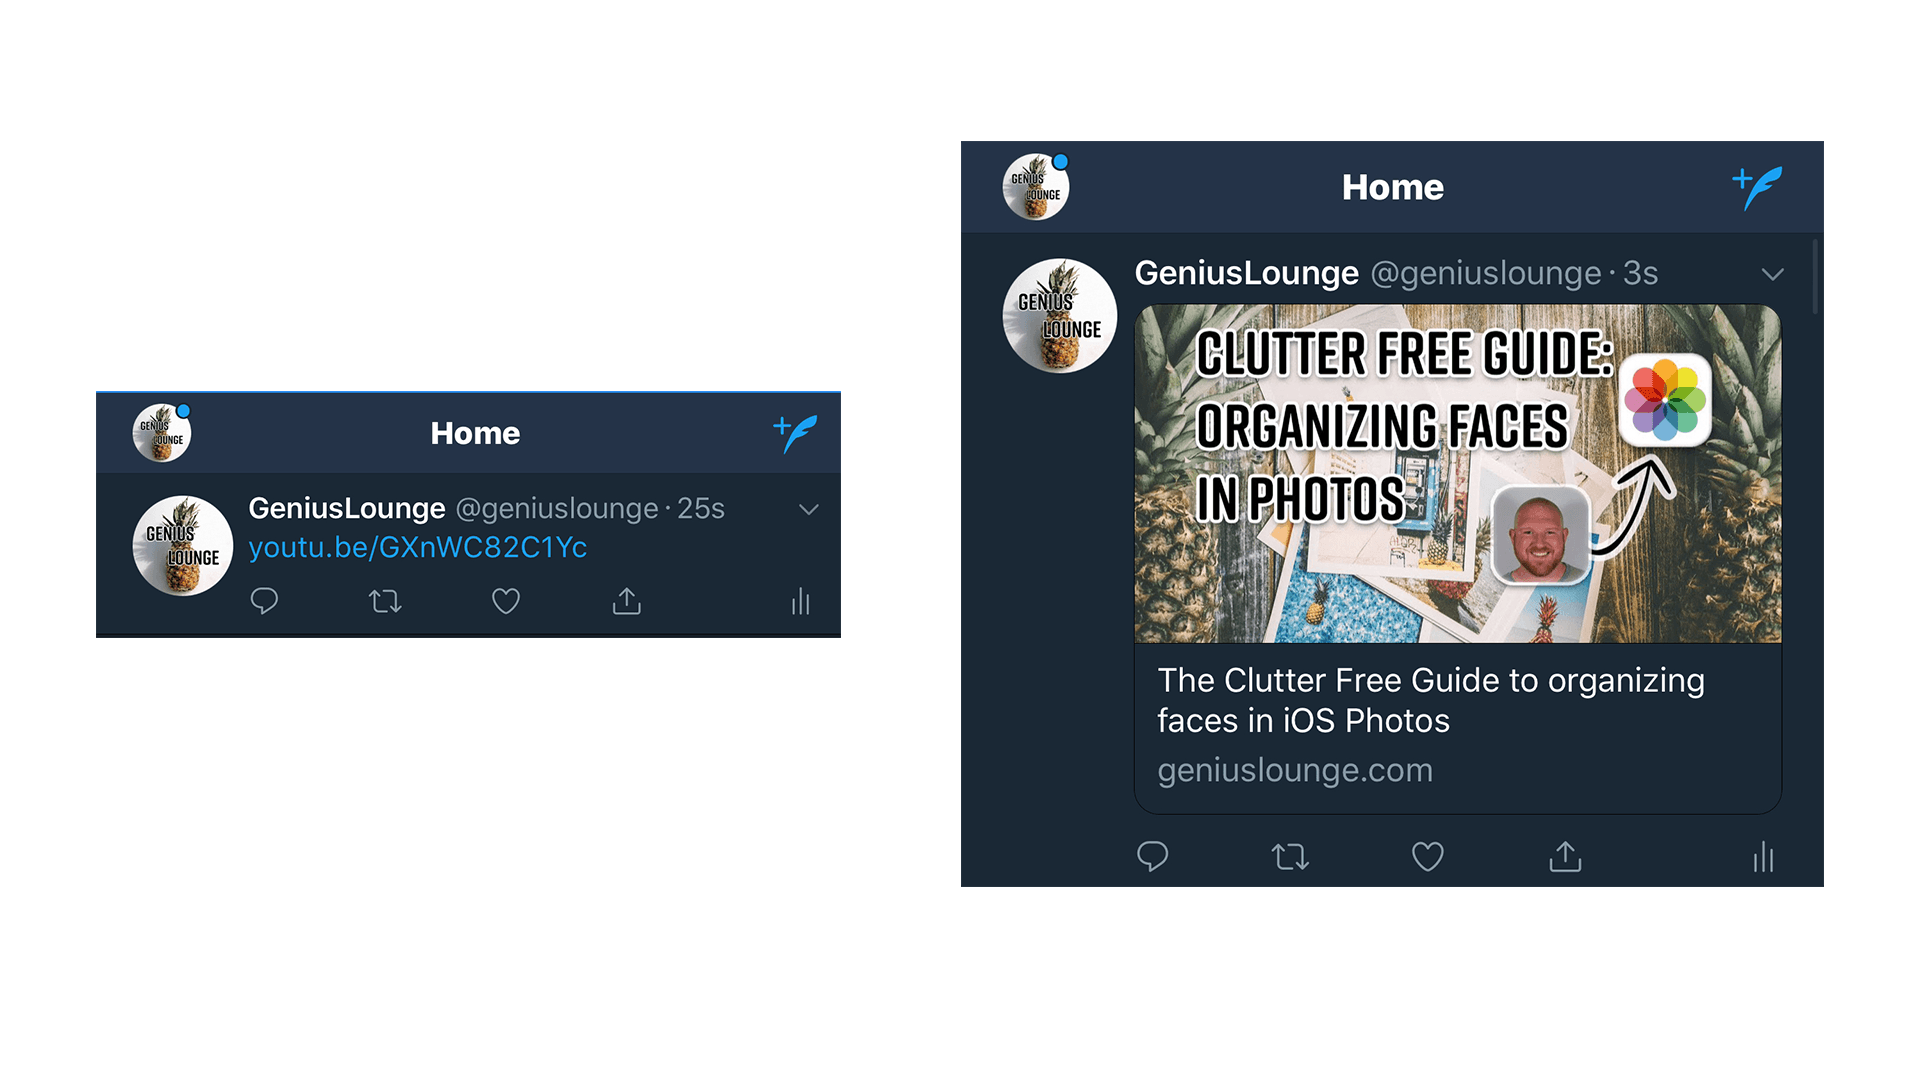 GENIUS
LOUNGE
Home
GENIUS
LOUNGE
GeniusLounge @geniuslounge · 25s
youtu.be/GXnWC82C1Yc
GENIUS
LOUNGE
Home
GENIUS
LOUNGE
GeniusLounge @geniuslounge · 3s
CLUTTER FREE GUIDE:
ORGANIZING FACES
IN PHOTOS
The Clutter Free Guide to organizing
faces in iOS Photos
geniuslounge.com